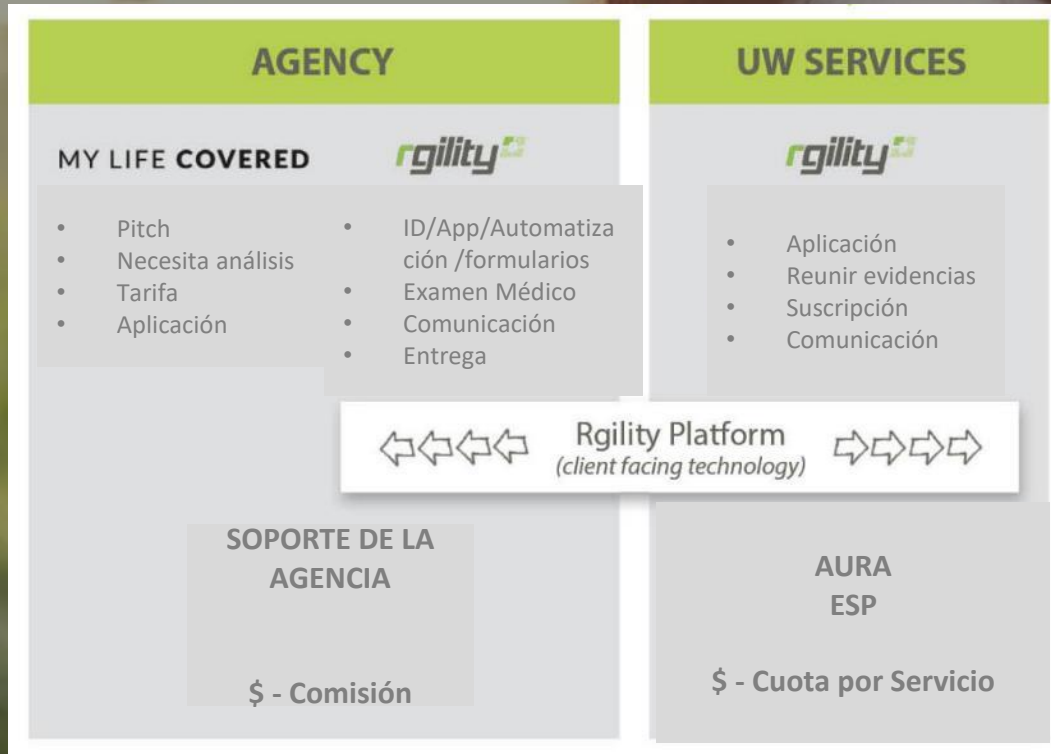 AGENCY
MY LIFE COVERED
rgility
• Pitch
• Necesita análisis
• Tarifa
• Aplicación
• ID/App/Automatiza
ción /formularios
• Examen Médico
• Comunicación
• Entrega
UW SERVICES
rgility
• Aplicación
• Reunir evidencias
• Suscripción
• Comunicación
Rgility Platform
(client facing technology)
SOPORTE DE LA
AGENCIA
$ - Comisión
AURA
ESP
$ - Cuota por Servicio